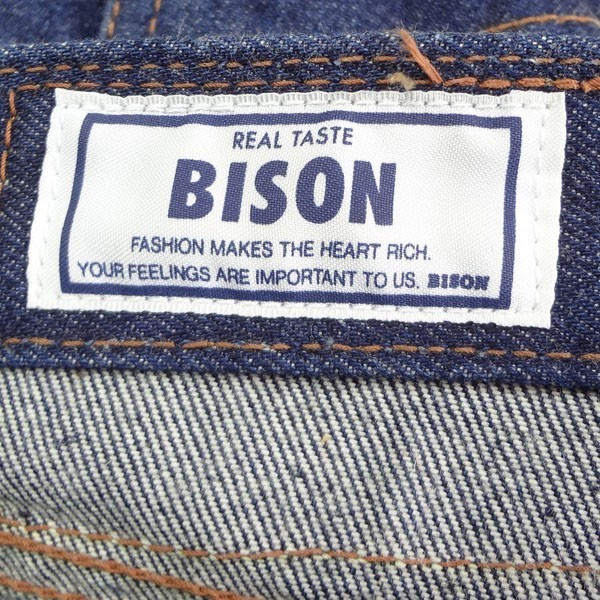 REAL TASTE
BISON
FASHION MAKES THE HEART RICH.
YOUR FEELINGS ARE IMPORTANT TO US. BISON